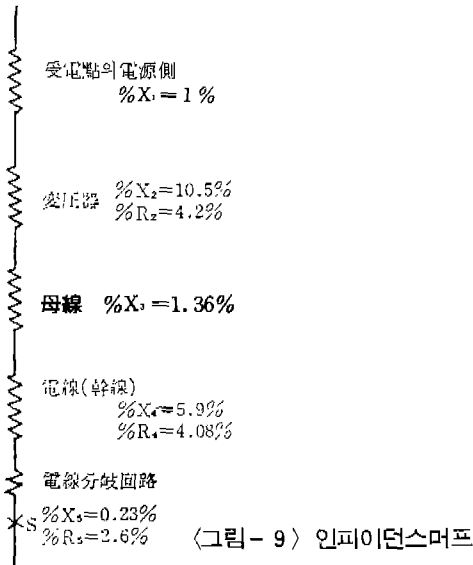 受電點의電源側
%X₁ = 1 %
変圧器 %X₂=10.5%
%R₂=4.2%
母線 %X₃ =1.36%
電線(幹線)
%X₄=5.9%
%R₄=4.08%
電線分岐回路
S %X₅=0.23%
%R₅=2.6%
〈그림-9〉 인피이던스머프